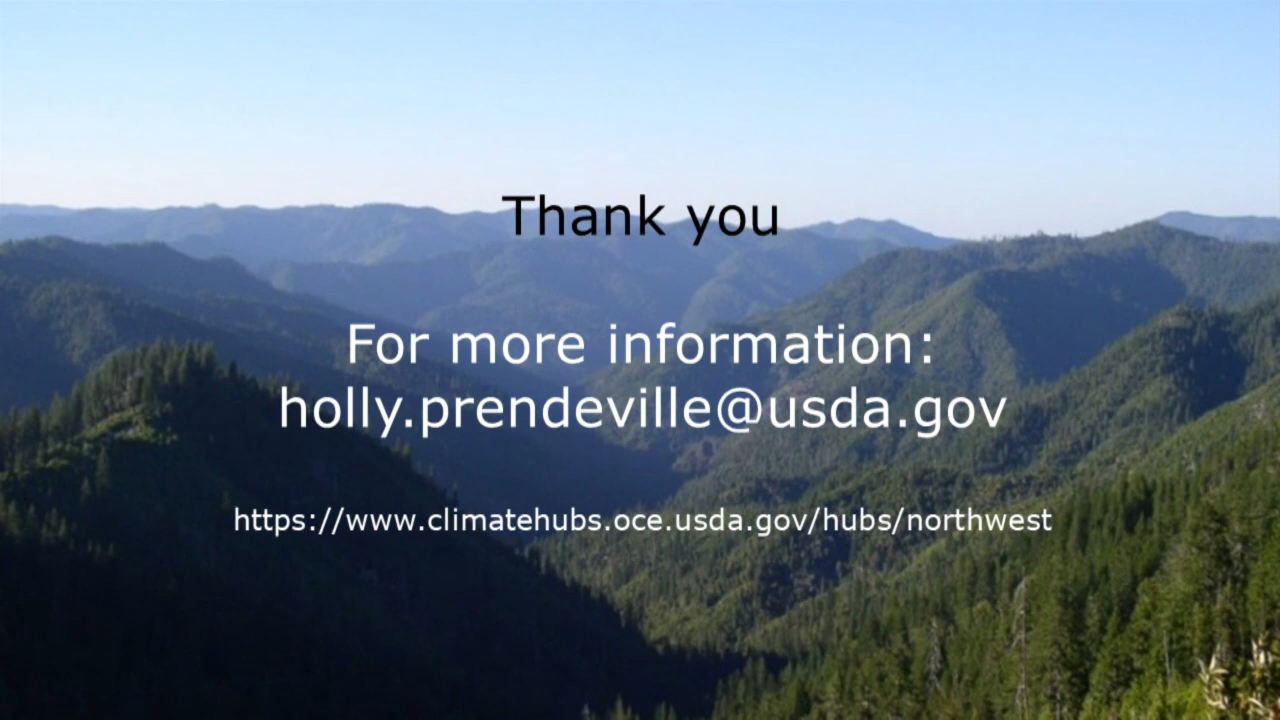 Thank you
For more information:
holly.prendeville@usda.gov
https://www.climatehubs.oce.usda.gov/hubs/northwest